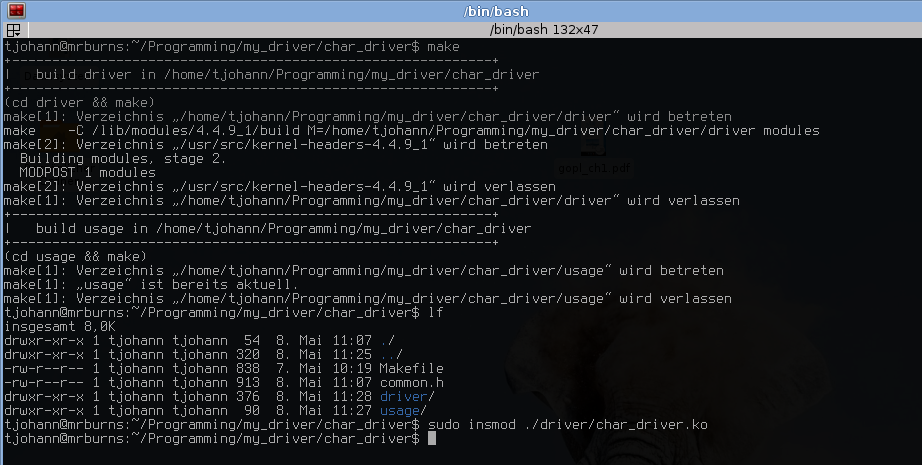 /bin/bash
/bin/bash 132x47
tjohann@mrburns:~/Programming/my_driver/char_driver$ make
+------------------------------------------------------------+
|   build driver in /home/tjohann/Programming/my_driver/char_driver
+------------------------------------------------------------+
(cd driver && make)
make[1]: Verzeichnis „/home/tjohann/Programming/my_driver/char_driver/driver“ wird betreten
make    -C /lib/modules/4.4.9_1/build M=/home/tjohann/Programming/my_driver/char_driver/driver modules
make[2]: Verzeichnis „/usr/src/kernel-headers-4.4.9_1“ wird betreten
  Building modules, stage 2.
gopl_ch1.pdf
  MODPOST 1 modules
make[2]: Verzeichnis „/usr/src/kernel-headers-4.4.9_1“ wird verlassen
make[1]: Verzeichnis „/home/tjohann/Programming/my_driver/char_driver/driver“ wird verlassen
+------------------------------------------------------------+
|   build usage in /home/tjohann/Programming/my_driver/char_driver
+------------------------------------------------------------+
(cd usage && make)
make[1]: Verzeichnis „/home/tjohann/Programming/my_driver/char_driver/usage“ wird betreten
make[1]: „usage“ ist bereits aktuell.
make[1]: Verzeichnis „/home/tjohann/Programming/my_driver/char_driver/usage“ wird verlassen
tjohann@mrburns:~/Programming/my_driver/char_driver$ lf
insgesamt 8,0K
drwxr-xr-x 1 tjohann tjohann  54  8. Mai 11:07 ./
drwxr-xr-x 1 tjohann tjohann 320  8. Mai 11:25 ../
-rw-r--r-- 1 tjohann tjohann 838  7. Mai 10:19 Makefile
-rw-r--r-- 1 tjohann tjohann 913  8. Mai 11:07 common.h
drwxr-xr-x 1 tjohann tjohann 376  8. Mai 11:28 driver/
drwxr-xr-x 1 tjohann tjohann  90  8. Mai 11:27 usage/
tjohann@mrburns:~/Programming/my_driver/char_driver$ sudo insmod ./driver/char_driver.ko
tjohann@mrburns:~/Programming/my_driver/char_driver$